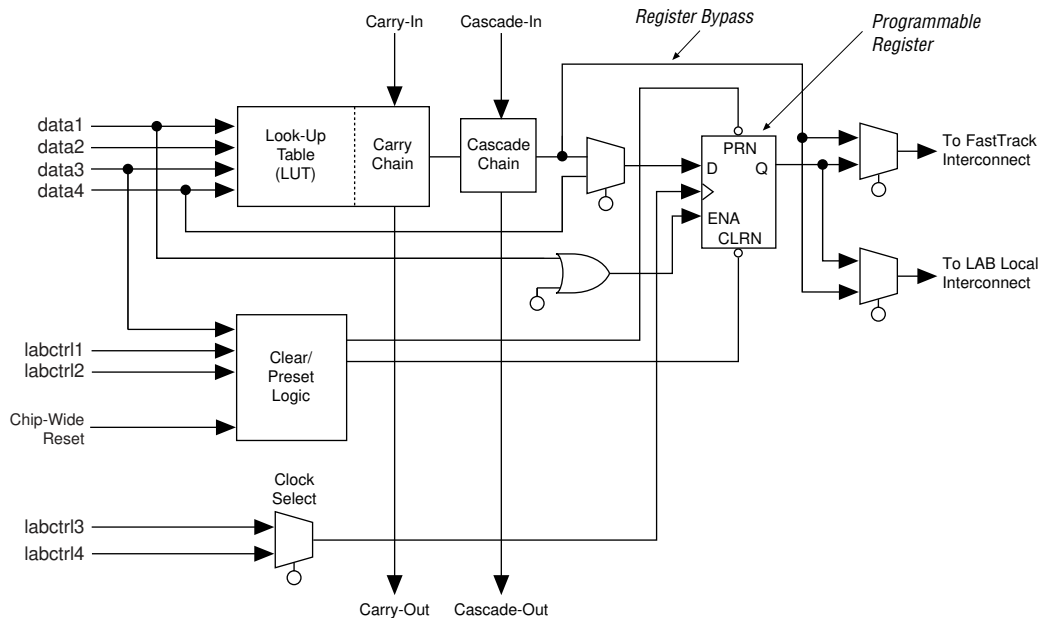 Carry-In
Cascade-In
Register Bypass
Programmable
Register
data1
data2
data3
data4
Look-Up
Table
(LUT)
Carry
Chain
Cascade
Chain
PRN
D
Q
ENA
CLRN
To FastTrack
Interconnect
To LAB Local
Interconnect
labctrl1
labctrl2
Clear/
Preset
Logic
Chip-Wide
Reset
Clock
Select
labctrl3
labctrl4
Carry-Out
Cascade-Out